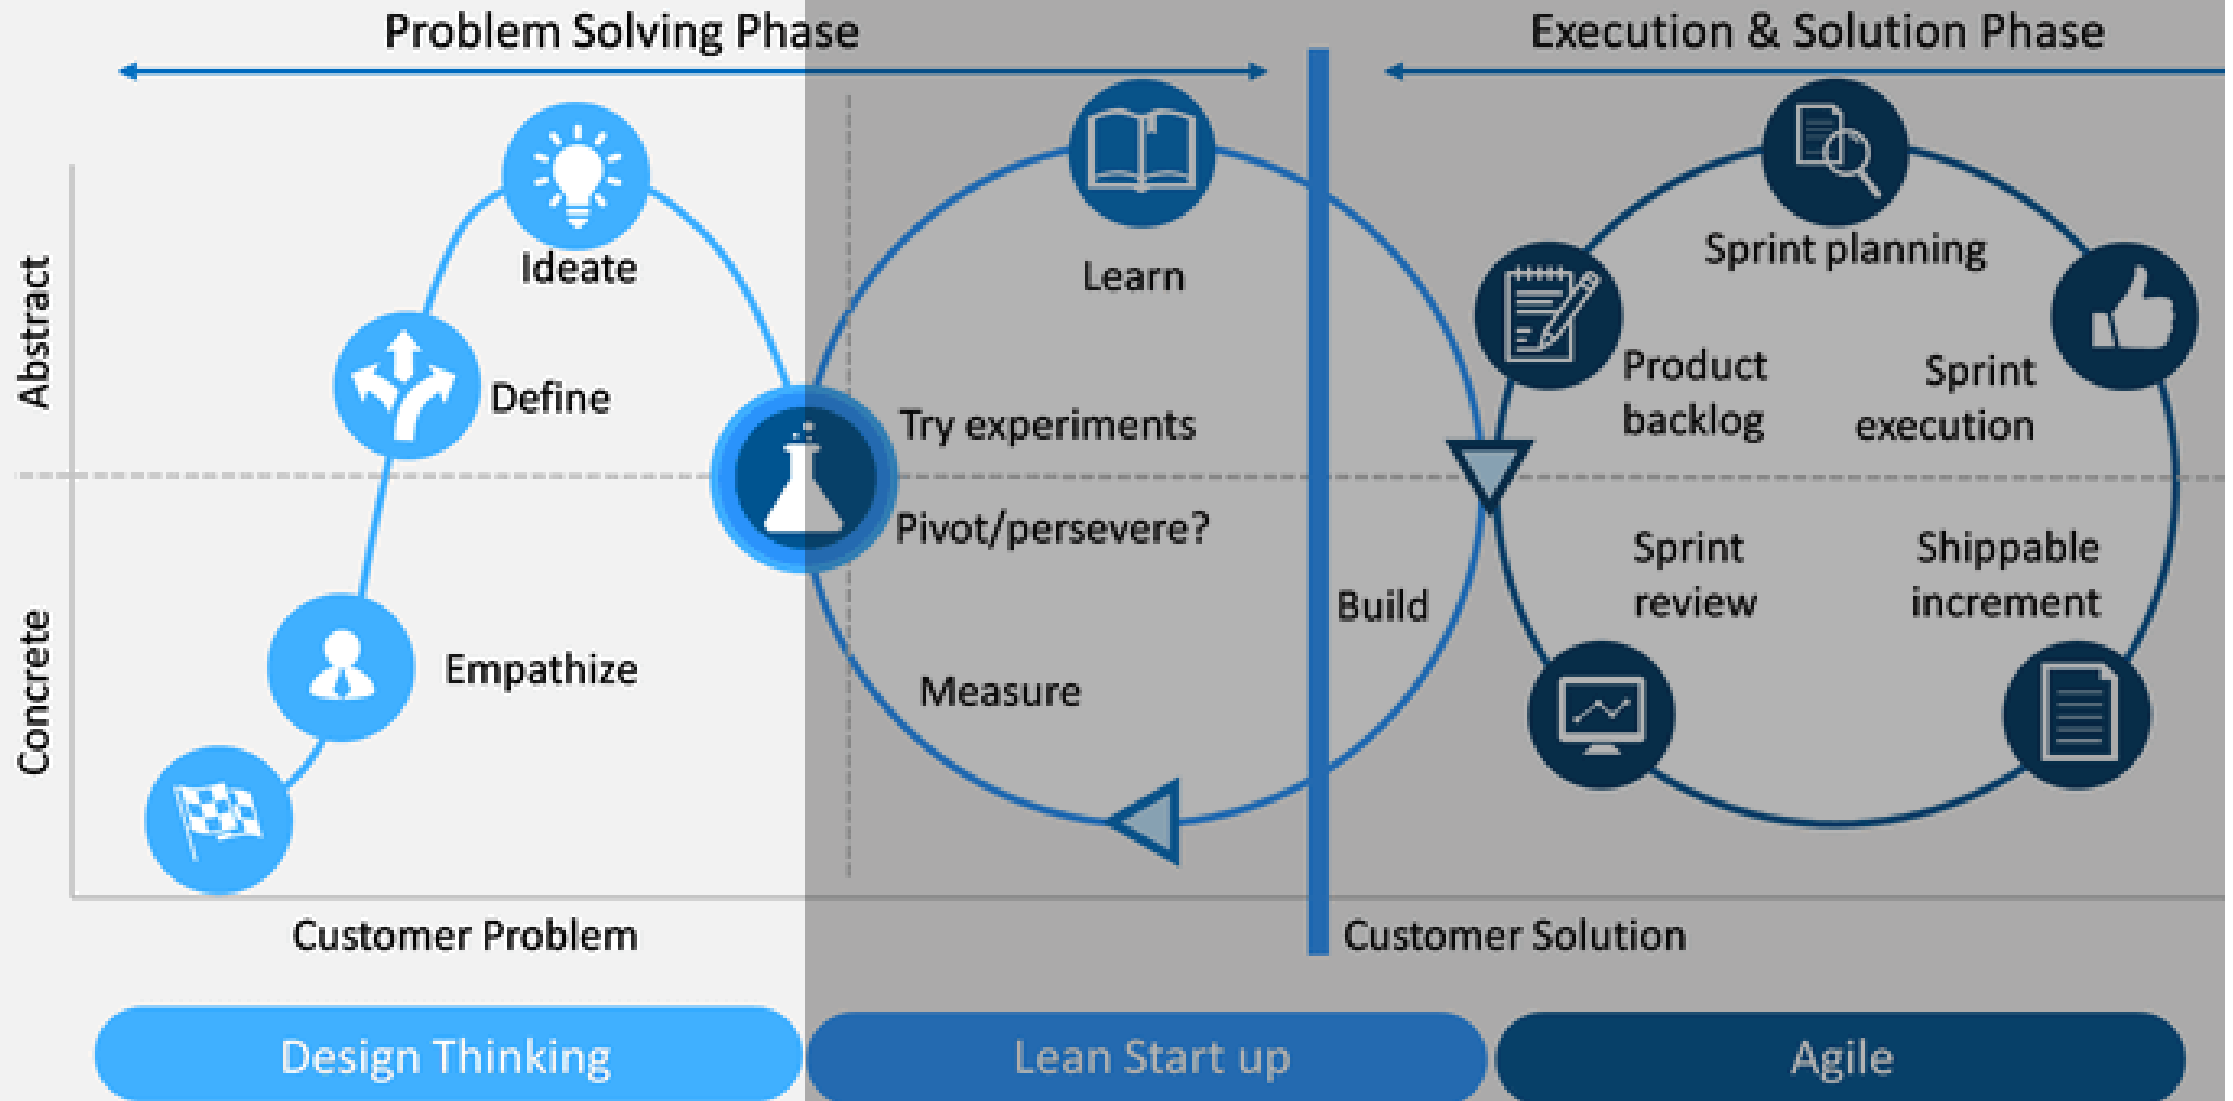 Problem Solving Phase
Execution & Solution Phase
Abstract
Concrete
Ideate
Define
Empathize
Learn
Try experiments
Pivot/persevere?
Measure
Build
Sprint planning
Product
backlog
Sprint
execution
Sprint
review
Shippable
increment
Customer Problem
Customer Solution
Design Thinking
Lean Start up
Agile